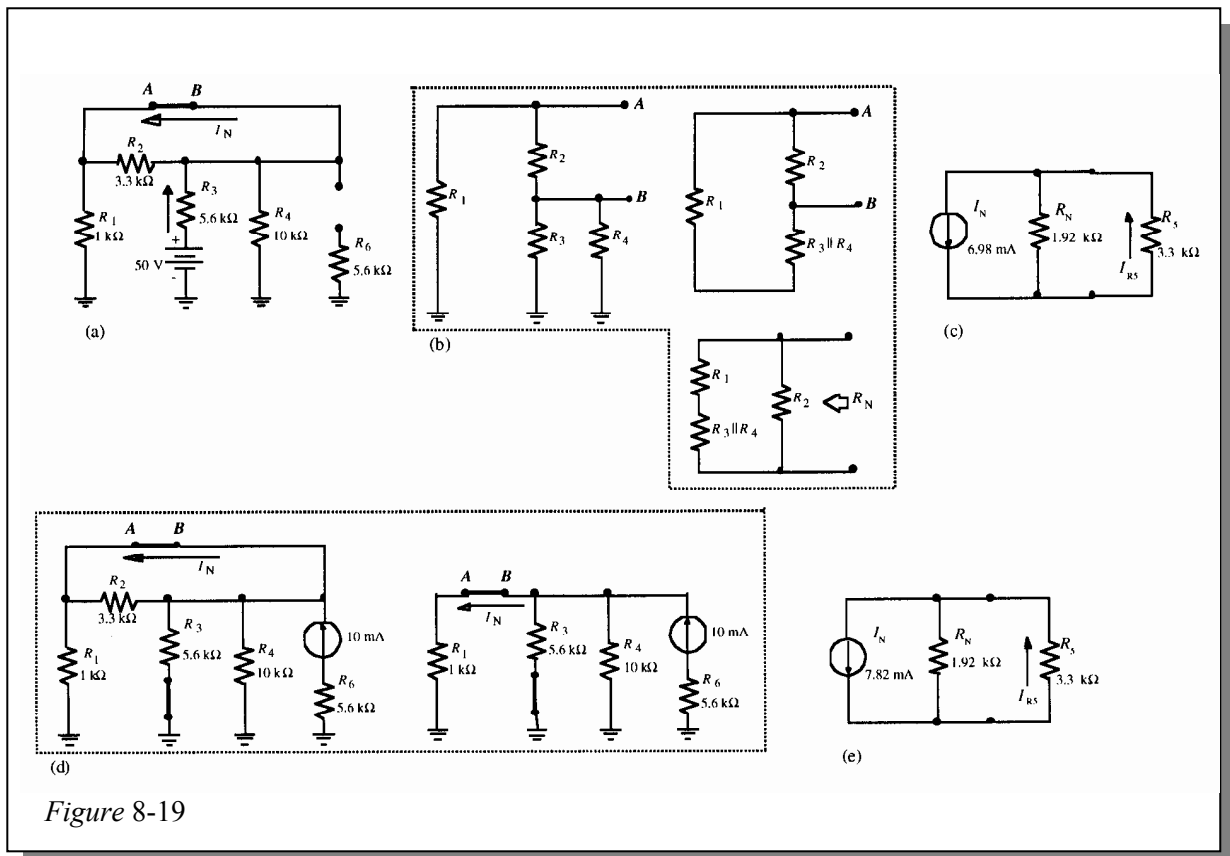 A B
I_N
R_2
3.3 kΩ
R_1
1 kΩ
R_3
5.6 kΩ
+
50 V
-
R_4
10 kΩ
R_6
5.6 kΩ
(a)
A
R_2
R_1
B
R_3
R_4
(b)
A
R_2
R_1
B
R_3 || R_4
R_1
R_2
R_N
R_3 || R_4
I_N
6.98 mA
R_N
1.92 kΩ
I_R5
R_5
3.3 kΩ
(c)
A B
I_N
R_2
3.3 kΩ
R_1
1 kΩ
R_3
5.6 kΩ
R_4
10 kΩ
10 mA
R_6
5.6 kΩ
A B
I_N
R_1
1 kΩ
R_3
5.6 kΩ
R_4
10 kΩ
10 mA
R_6
5.6 kΩ
(d)
I_N
7.82 mA
R_N
1.92 kΩ
I_R5
R_5
3.3 kΩ
(e)
Figure 8-19